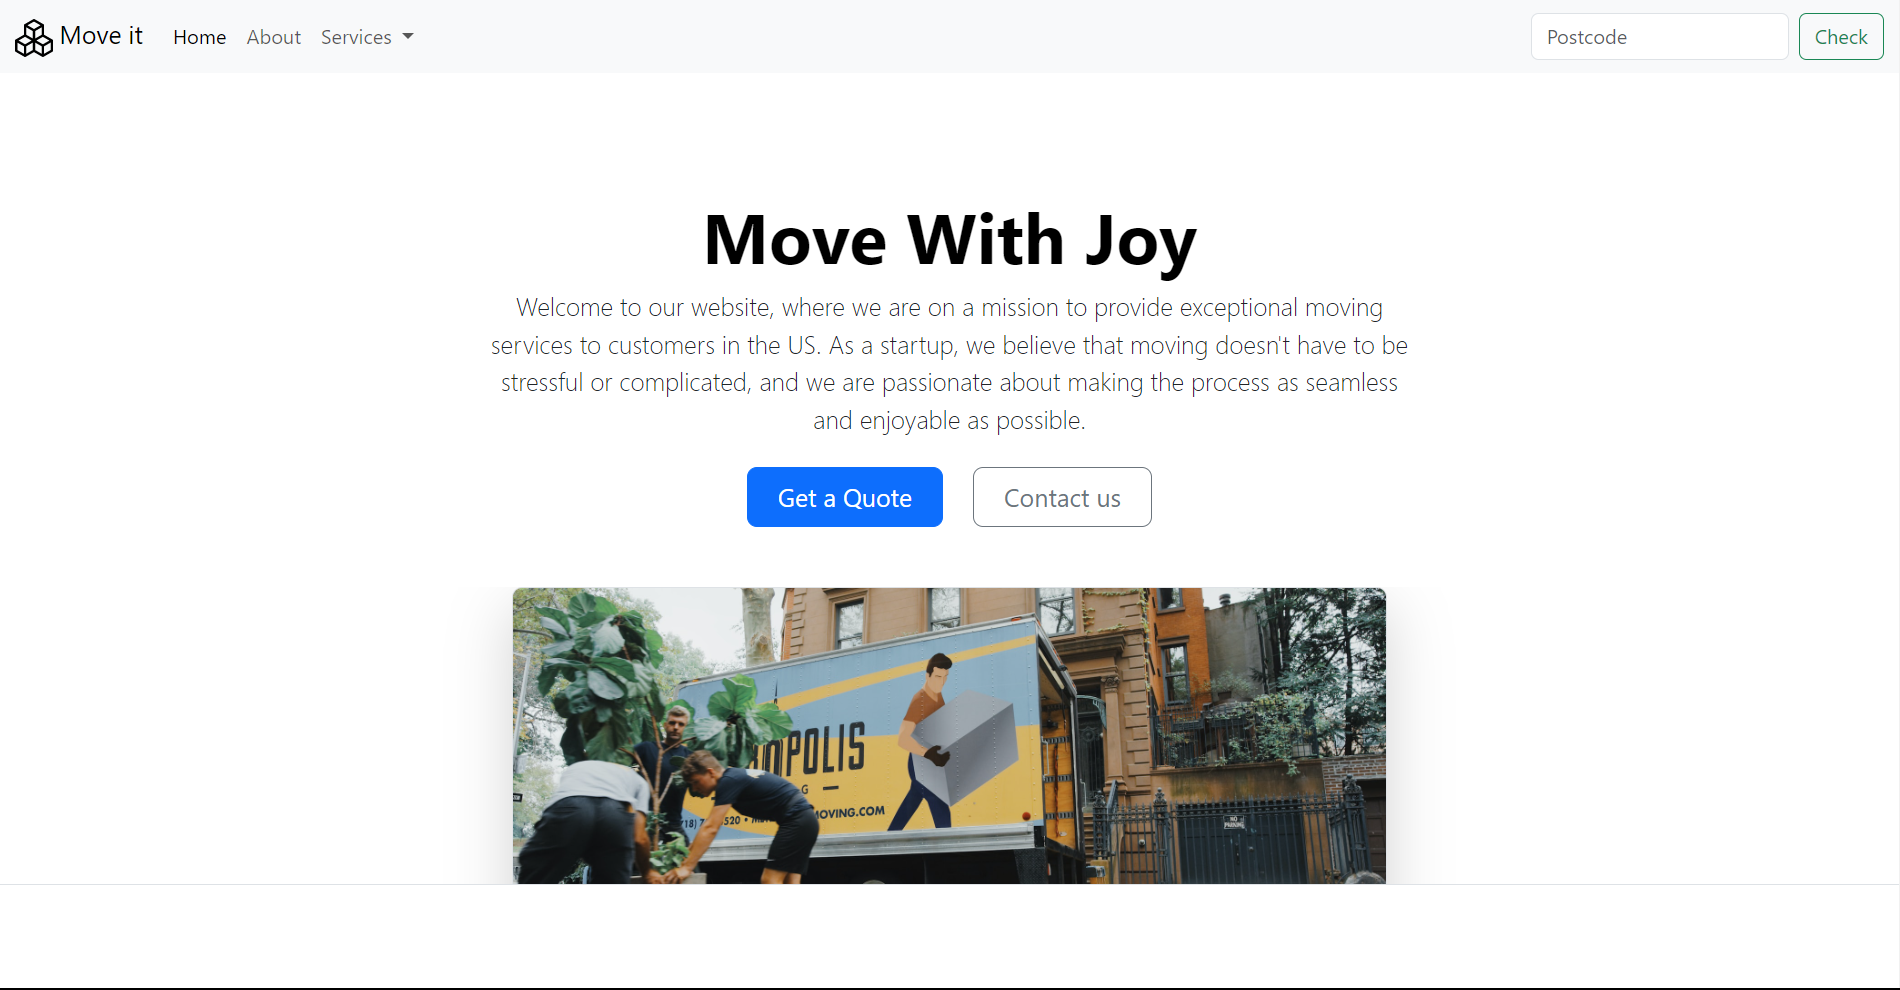 Move it
Home
About
Services
Postcode
Check
Move With Joy
Welcome to our website, where we are on a mission to provide exceptional moving
services to customers in the US. As a startup, we believe that moving doesn't have to be
stressful or complicated, and we are passionate about making the process as seamless
and enjoyable as possible.
Get a Quote
Contact us
POLIS
G —
MOVING.COM
NO
PARKING